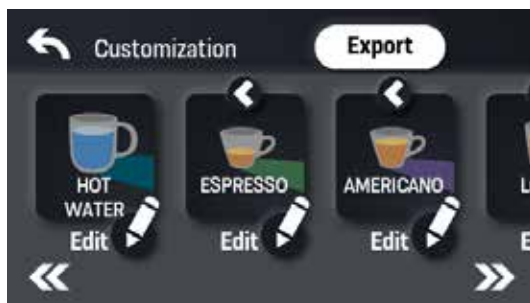 Customization
Export
HOT
WATER
ESPRESSO
AMERICANO
Edit
Edit
Edit